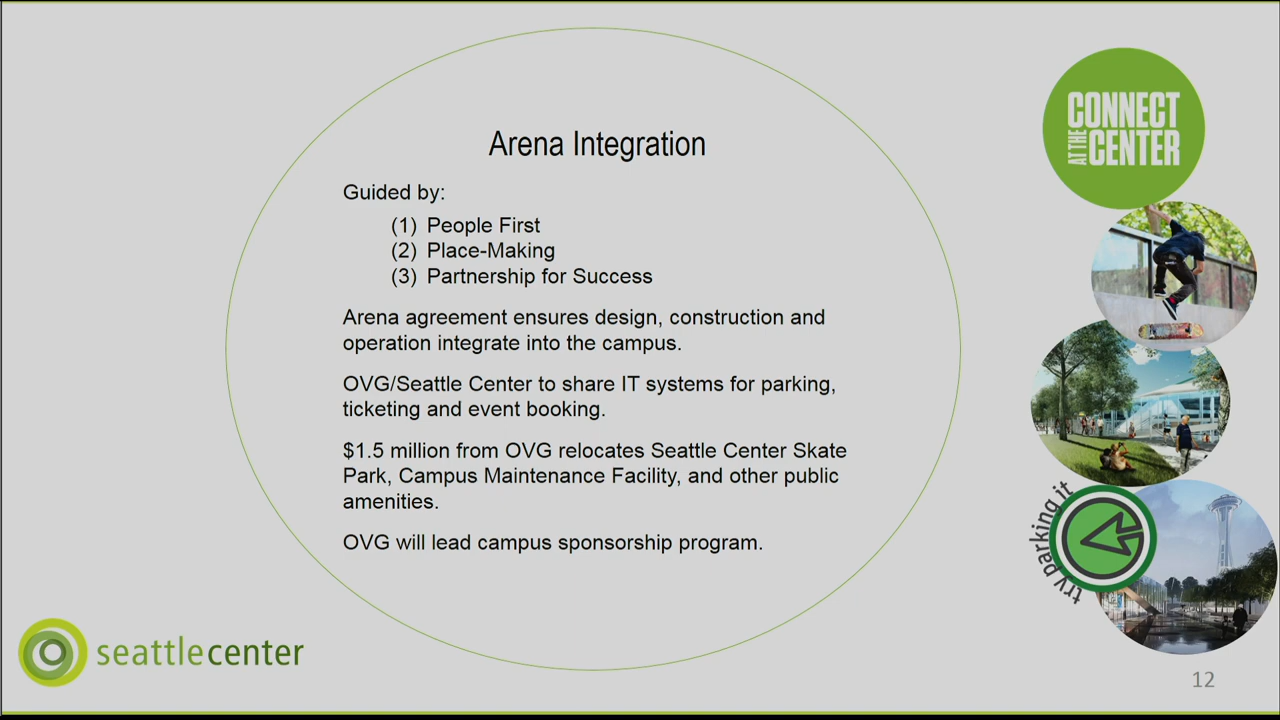 Arena Integration
Guided by:
(1) People First
(2) Place-Making
(3) Partnership for Success
Arena agreement ensures design, construction and
operation integrate into the campus.
OVG/Seattle Center to share IT systems for parking,
ticketing and event booking.
$1.5 million from OVG relocates Seattle Center Skate
Park, Campus Maintenance Facility, and other public
amenities.
OVG will lead campus sponsorship program.
CONNECT
AT THE
CENTER
try parking it
seattlecenter
12